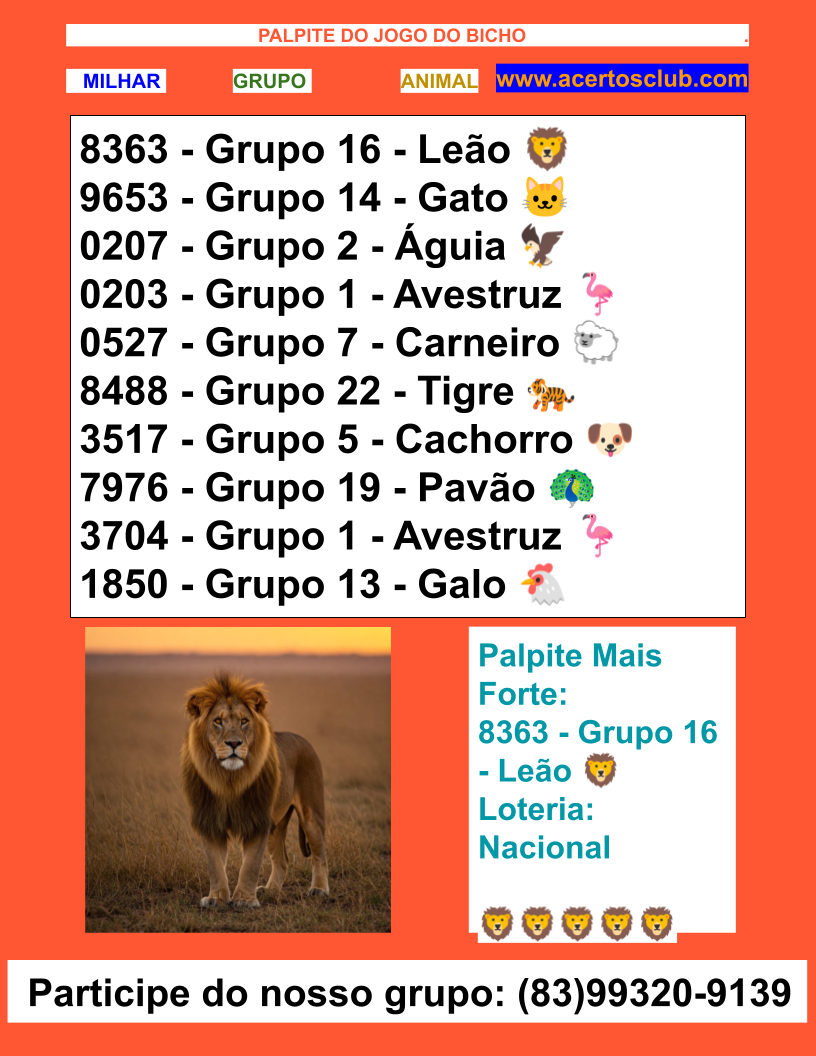 PALPITE DO JOGO DO BICHO .
MILHAR GRUPO ANIMAL www.acertosclub.com
8363 - Grupo 16 - Leão 🦁
9653 - Grupo 14 - Gato 🐱
0207 - Grupo 2 - Águia 🦅
0203 - Grupo 1 - Avestruz 🦩
0527 - Grupo 7 - Carneiro 🐑
8488 - Grupo 22 - Tigre 🐅
3517 - Grupo 5 - Cachorro 🐶
7976 - Grupo 19 - Pavão 🦚
3704 - Grupo 1 - Avestruz 🦩
1850 - Grupo 13 - Galo 🐔
Palpite Mais
Forte:
8363 - Grupo 16
- Leão 🦁
Loteria:
Nacional
🦁🦁🦁🦁🦁
Participe do nosso grupo: (83)99320-9139